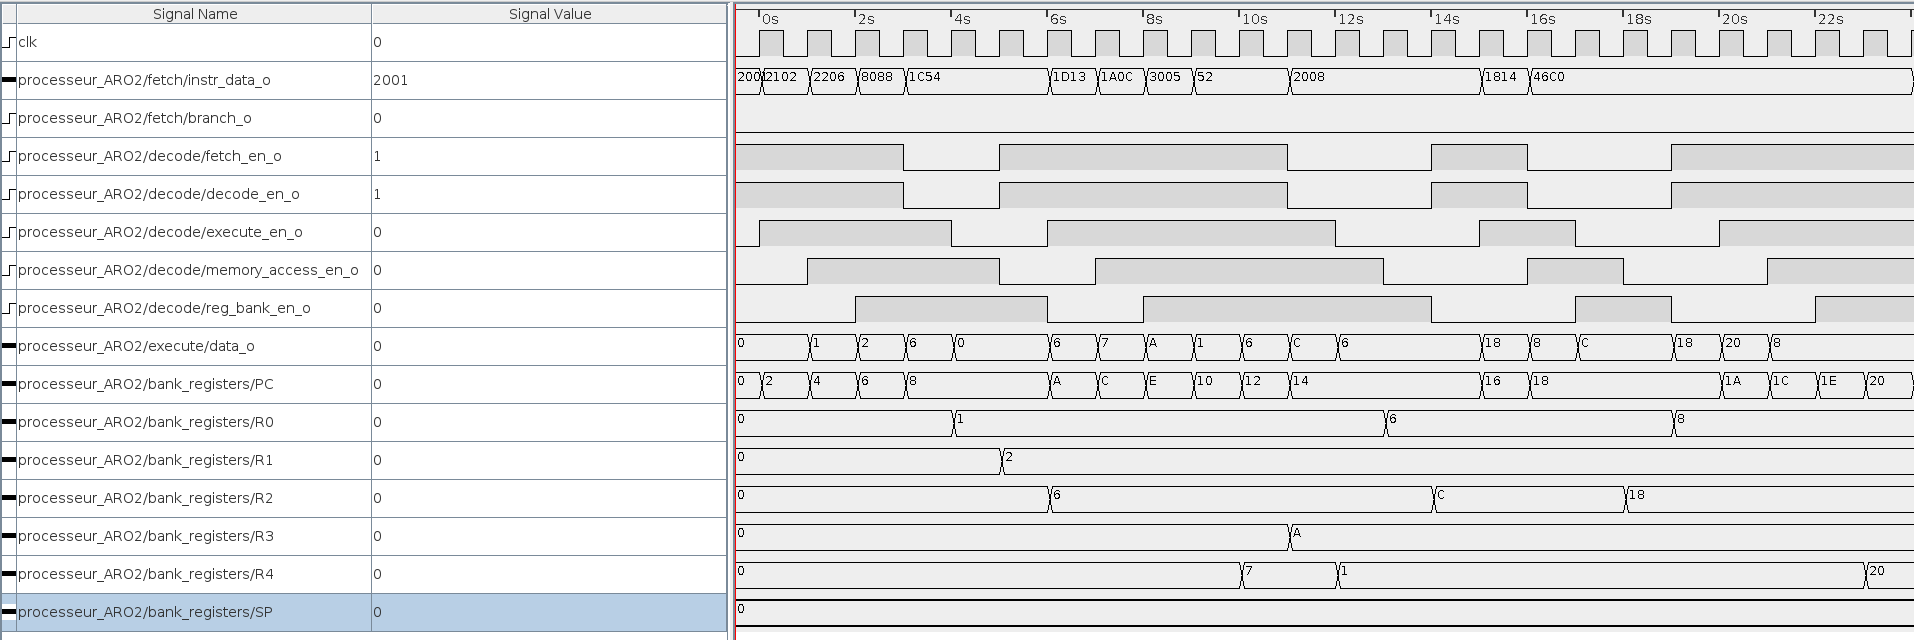 Signal Name Signal Value 0s 2s 4s 6s 8s 10s 12s 14s 16s 18s 20s 22s
clk 0
processeur_ARO2/fetch/instr_data_o 2001 2001 2102 2206 8088 1C54 1D13 1A0C 3005 52 2008 1814 46C0
processeur_ARO2/fetch/branch_o 0
processeur_ARO2/decode/fetch_en_o 1
processeur_ARO2/decode/decode_en_o 1
processeur_ARO2/decode/execute_en_o 0
processeur_ARO2/decode/memory_access_en_o 0
processeur_ARO2/decode/reg_bank_en_o 0
processeur_ARO2/execute/data_o 0 0 1 2 6 0 6 7 A 1 6 C 6 18 8 C 18 20 8
processeur_ARO2/bank_registers/PC 0 0 2 4 6 8 A C E 10 12 14 16 18 1A 1C 1E 20
processeur_ARO2/bank_registers/R0 0 0 1 6 8
processeur_ARO2/bank_registers/R1 0 0 2
processeur_ARO2/bank_registers/R2 0 0 6 C 18
processeur_ARO2/bank_registers/R3 0 0 A
processeur_ARO2/bank_registers/R4 0 0 7 1 20
processeur_ARO2/bank_registers/SP 0 0